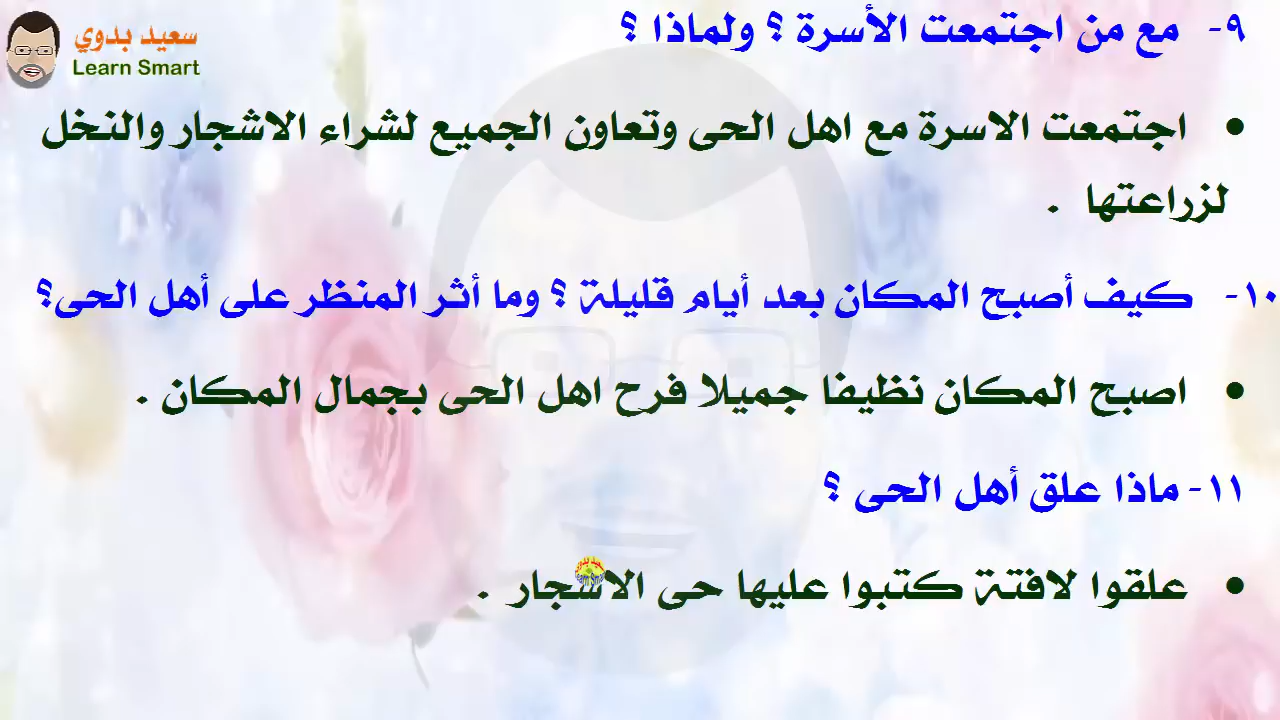 سعيد بدوي
Learn Smart
٩- مع من اجتمعت الأسرة ؟ ولماذا ؟
• اجتمعت الاسرة مع اهل الحى وتعاون الجميع لشراء الاشجار والنخل
لزراعتها .
١٠- كيف أصبح المكان بعد أيام قليلة ؟ وما أثر المنظر على أهل الحى؟
• اصبح المكان نظيفا جميلا فرح اهل الحى بجمال المكان .
١١- ماذا علق أهل الحى ؟
• علقوا لافتة كتبوا عليها حى الاشجار .